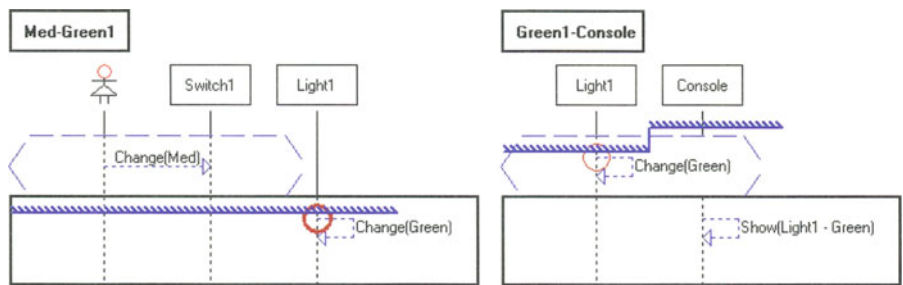 Med-Green1
Switch1
Light1
Change(Med)
Change(Green)
Green1-Console
Light1
Console
Change(Green)
Show(Light1 - Green)